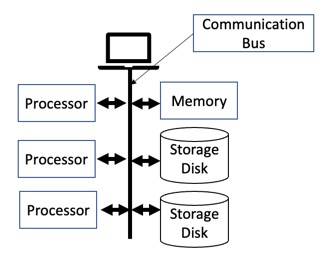 Communication
Bus
Processor
Memory
Processor
Storage
Disk
Processor
Storage
Disk